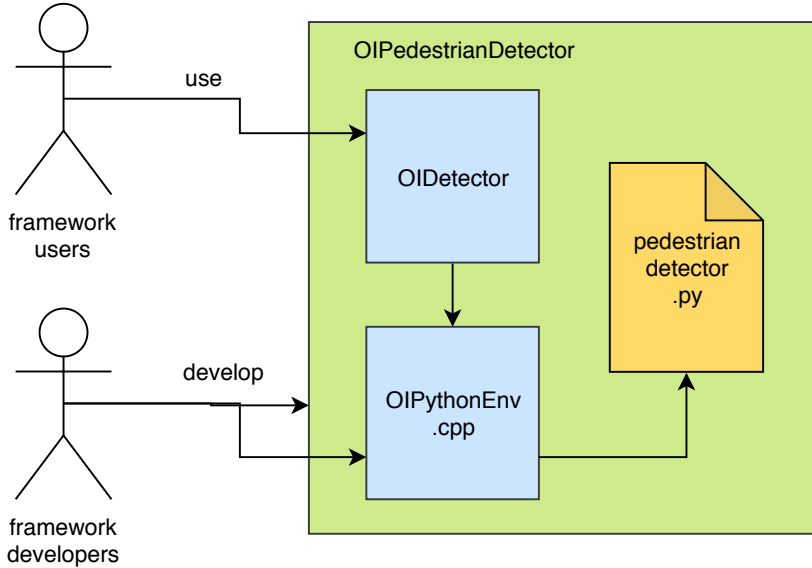 use
framework
users
OIPedestrianDetector
OIDetector
pedestrian
detector
.py
develop
OIPythonEnv
.cpp
framework
developers